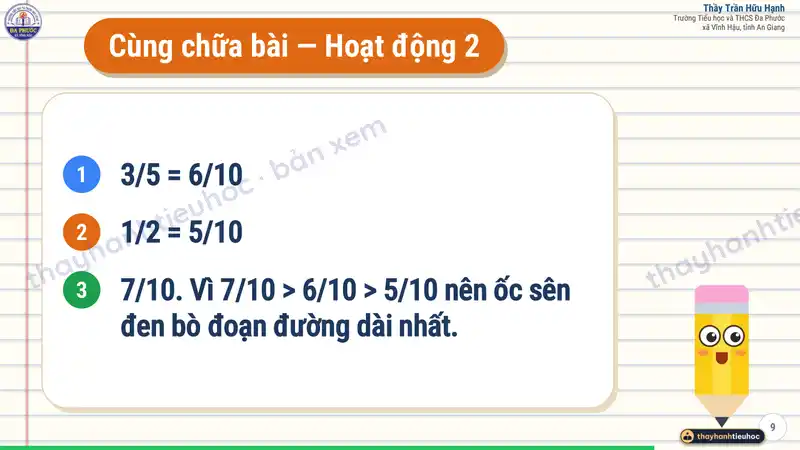 Thầy Trần Hữu Hạnh
Trường Tiểu học và THCS Đa Phước
xã Vĩnh Hậu, tỉnh An Giang
ĐA PHƯỚC
Cùng chữa bài – Hoạt động 2
1 3/5 = 6/10
2 1/2 = 5/10
3 7/10. Vì 7/10 > 6/10 > 5/10 nên ốc sên
đen bò đoạn đường dài nhất.
thayhanhtieuhoc · bản xem
thayhanhtie
thayhanhtieuhoc
9